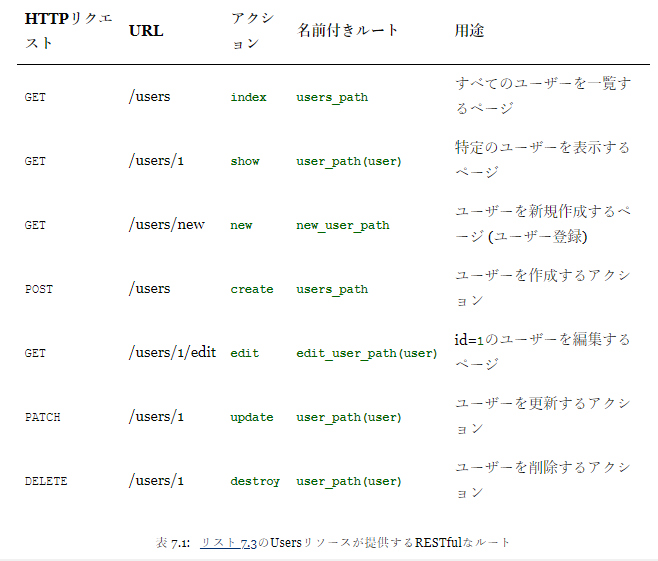 HTTPリクエスト URL アクション 名前付きルート 用途
GET /users index users_path すべてのユーザーを一覧するページ
GET /users/1 show user_path(user) 特定のユーザーを表示するページ
GET /users/new new new_user_path ユーザーを新規作成するページ (ユーザー登録)
POST /users create users_path ユーザーを作成するアクション
GET /users/1/edit edit edit_user_path(user) id=1のユーザーを編集するページ
PATCH /users/1 update user_path(user) ユーザーを更新するアクション
DELETE /users/1 destroy user_path(user) ユーザーを削除するアクション
表 7.1: リスト 7.3のUsersリソースが提供するRESTfulなルート